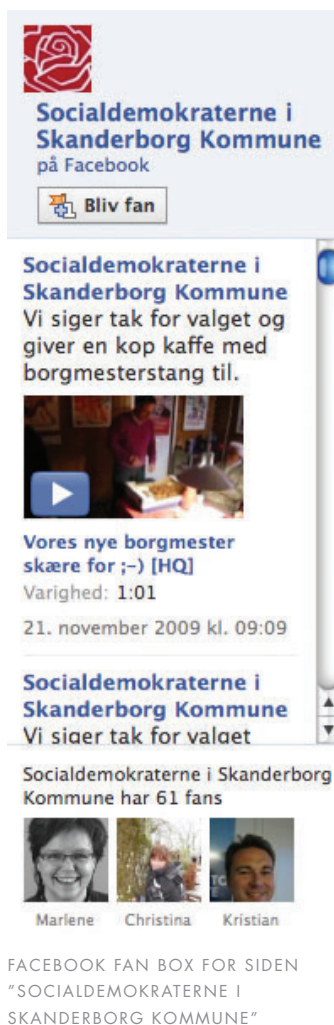 Socialdemokraterne i
Skanderborg Kommune
på Facebook
Bliv fan
Socialdemokraterne i
Skanderborg Kommune
Vi siger tak for valget og
giver en kop kaffe med
borgmesterstang til.
Vores nye borgmester
skære for ;-) [HQ]
Varighed: 1:01
21. november 2009 kl. 09:09
Socialdemokraterne i
Skanderborg Kommune
Vi siger tak for valget
Socialdemokraterne i Skanderborg
Kommune har 61 fans
Marlene Christina Kristian
FACEBOOK FAN BOX FOR SIDEN
"SOCIALDEMOKRATERNE I
SKANDERBORG KOMMUNE"